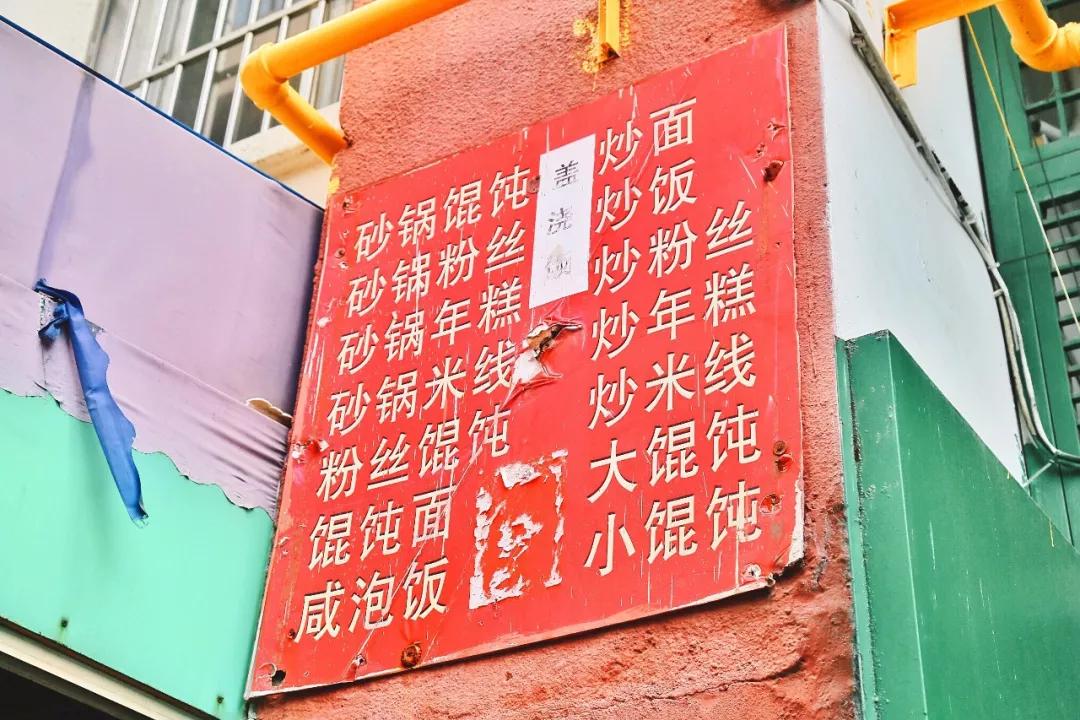 砂锅馄饨
砂锅粉丝
砂锅年糕
砂锅米线
粉丝馄饨
馄饨面
咸泡饭
盖浇
炒面
炒饭
炒粉丝
炒年糕
炒米线
大馄饨
小馄饨